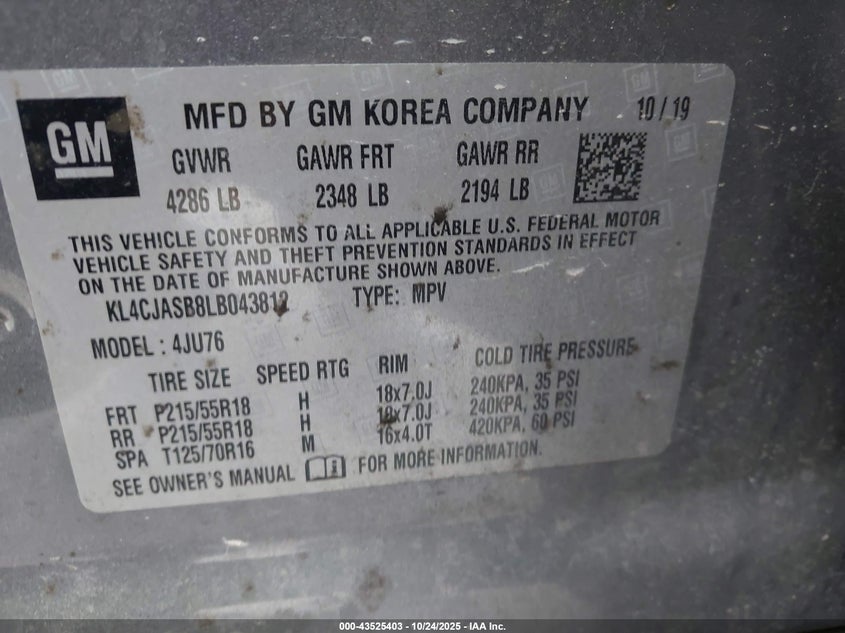 GM
MFD BY GM KOREA COMPANY 10/19
GVWR GAWR FRT GAWR RR
4286 LB 2348 LB 2194 LB
THIS VEHICLE CONFORMS TO ALL APPLICABLE U.S. FEDERAL MOTOR
VEHICLE SAFETY AND THEFT PREVENTION STANDARDS IN EFFECT
ON THE DATE OF MANUFACTURE SHOWN ABOVE.
KL4CJASB8LB043812 TYPE: MPV
MODEL: 4JU76
TIRE SIZE SPEED RTG RIM COLD TIRE PRESSURE
FRT P215/55R18 H 18x7.0J 240KPA, 35 PSI
RR P215/55R18 H 18x7.0J 240KPA, 35 PSI
SPA T125/70R16 M 16x4.0T 420KPA, 60 PSI
SEE OWNER'S MANUAL FOR MORE INFORMATION.
000-43525403 - 10/24/2025 - IAA Inc.